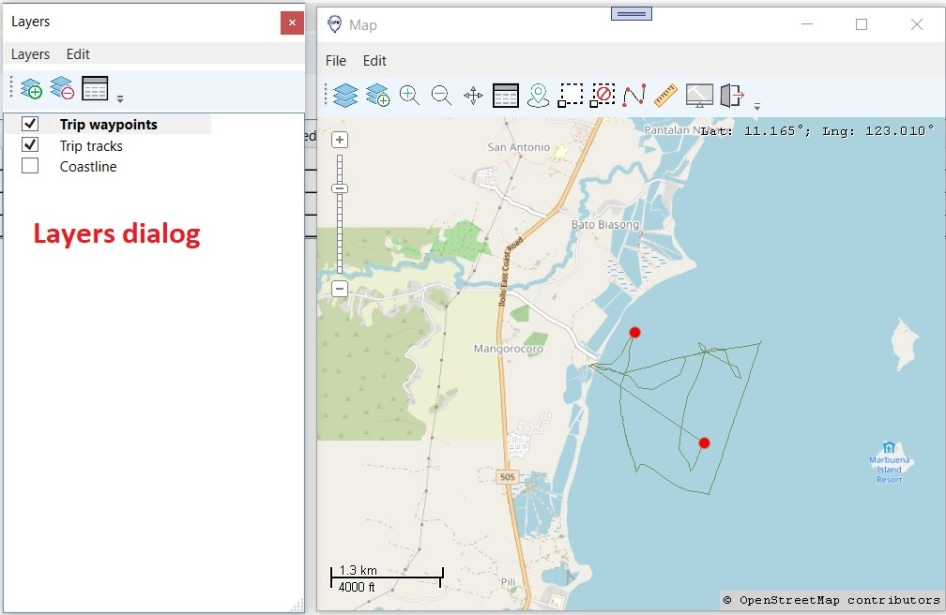 Layers
Layers Edit
Trip waypoints
Trip tracks
Coastline
Layers dialog
Map
File Edit
Lat: 11.165°; Lng: 123.010°
San Antonio
Bato Biasong
Iloilo East Coast Road
Mangorocoro
505
Marbuena
Island
Resort
Pili
1.3 km
4000 ft
© OpenStreetMap contributors